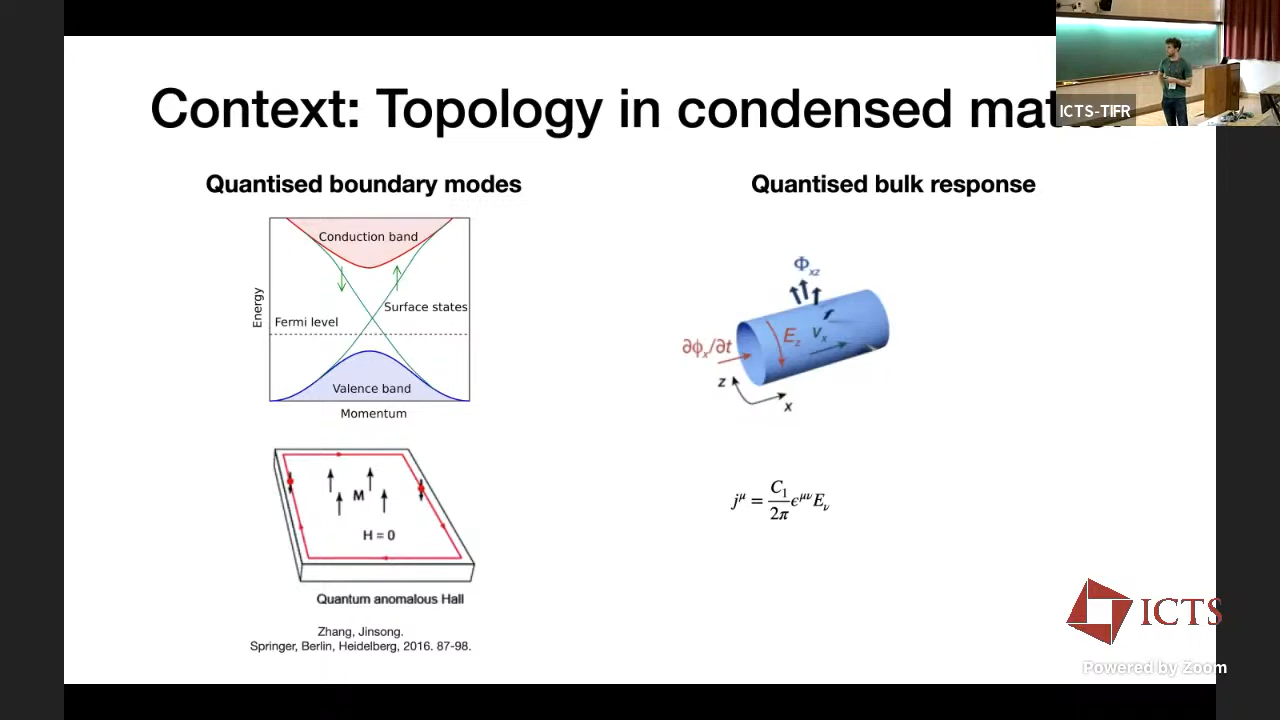 Context: Topology in condensed mat
ICTS-TIFR
Quantised boundary modes
Quantised bulk response
Conduction band
Surface states
Fermi level
Valence band
Energy
Momentum
M
H = 0
Quantum anomalous Hall
Zhang, Jinsong.
Springer, Berlin, Heidelberg, 2016. 87-98.
Φxz
∂ϕx/∂t
Ez
vx
z
x
j^μ = C₁/2π ϵ^μν E_ν
ICTS
Powered by Zoom